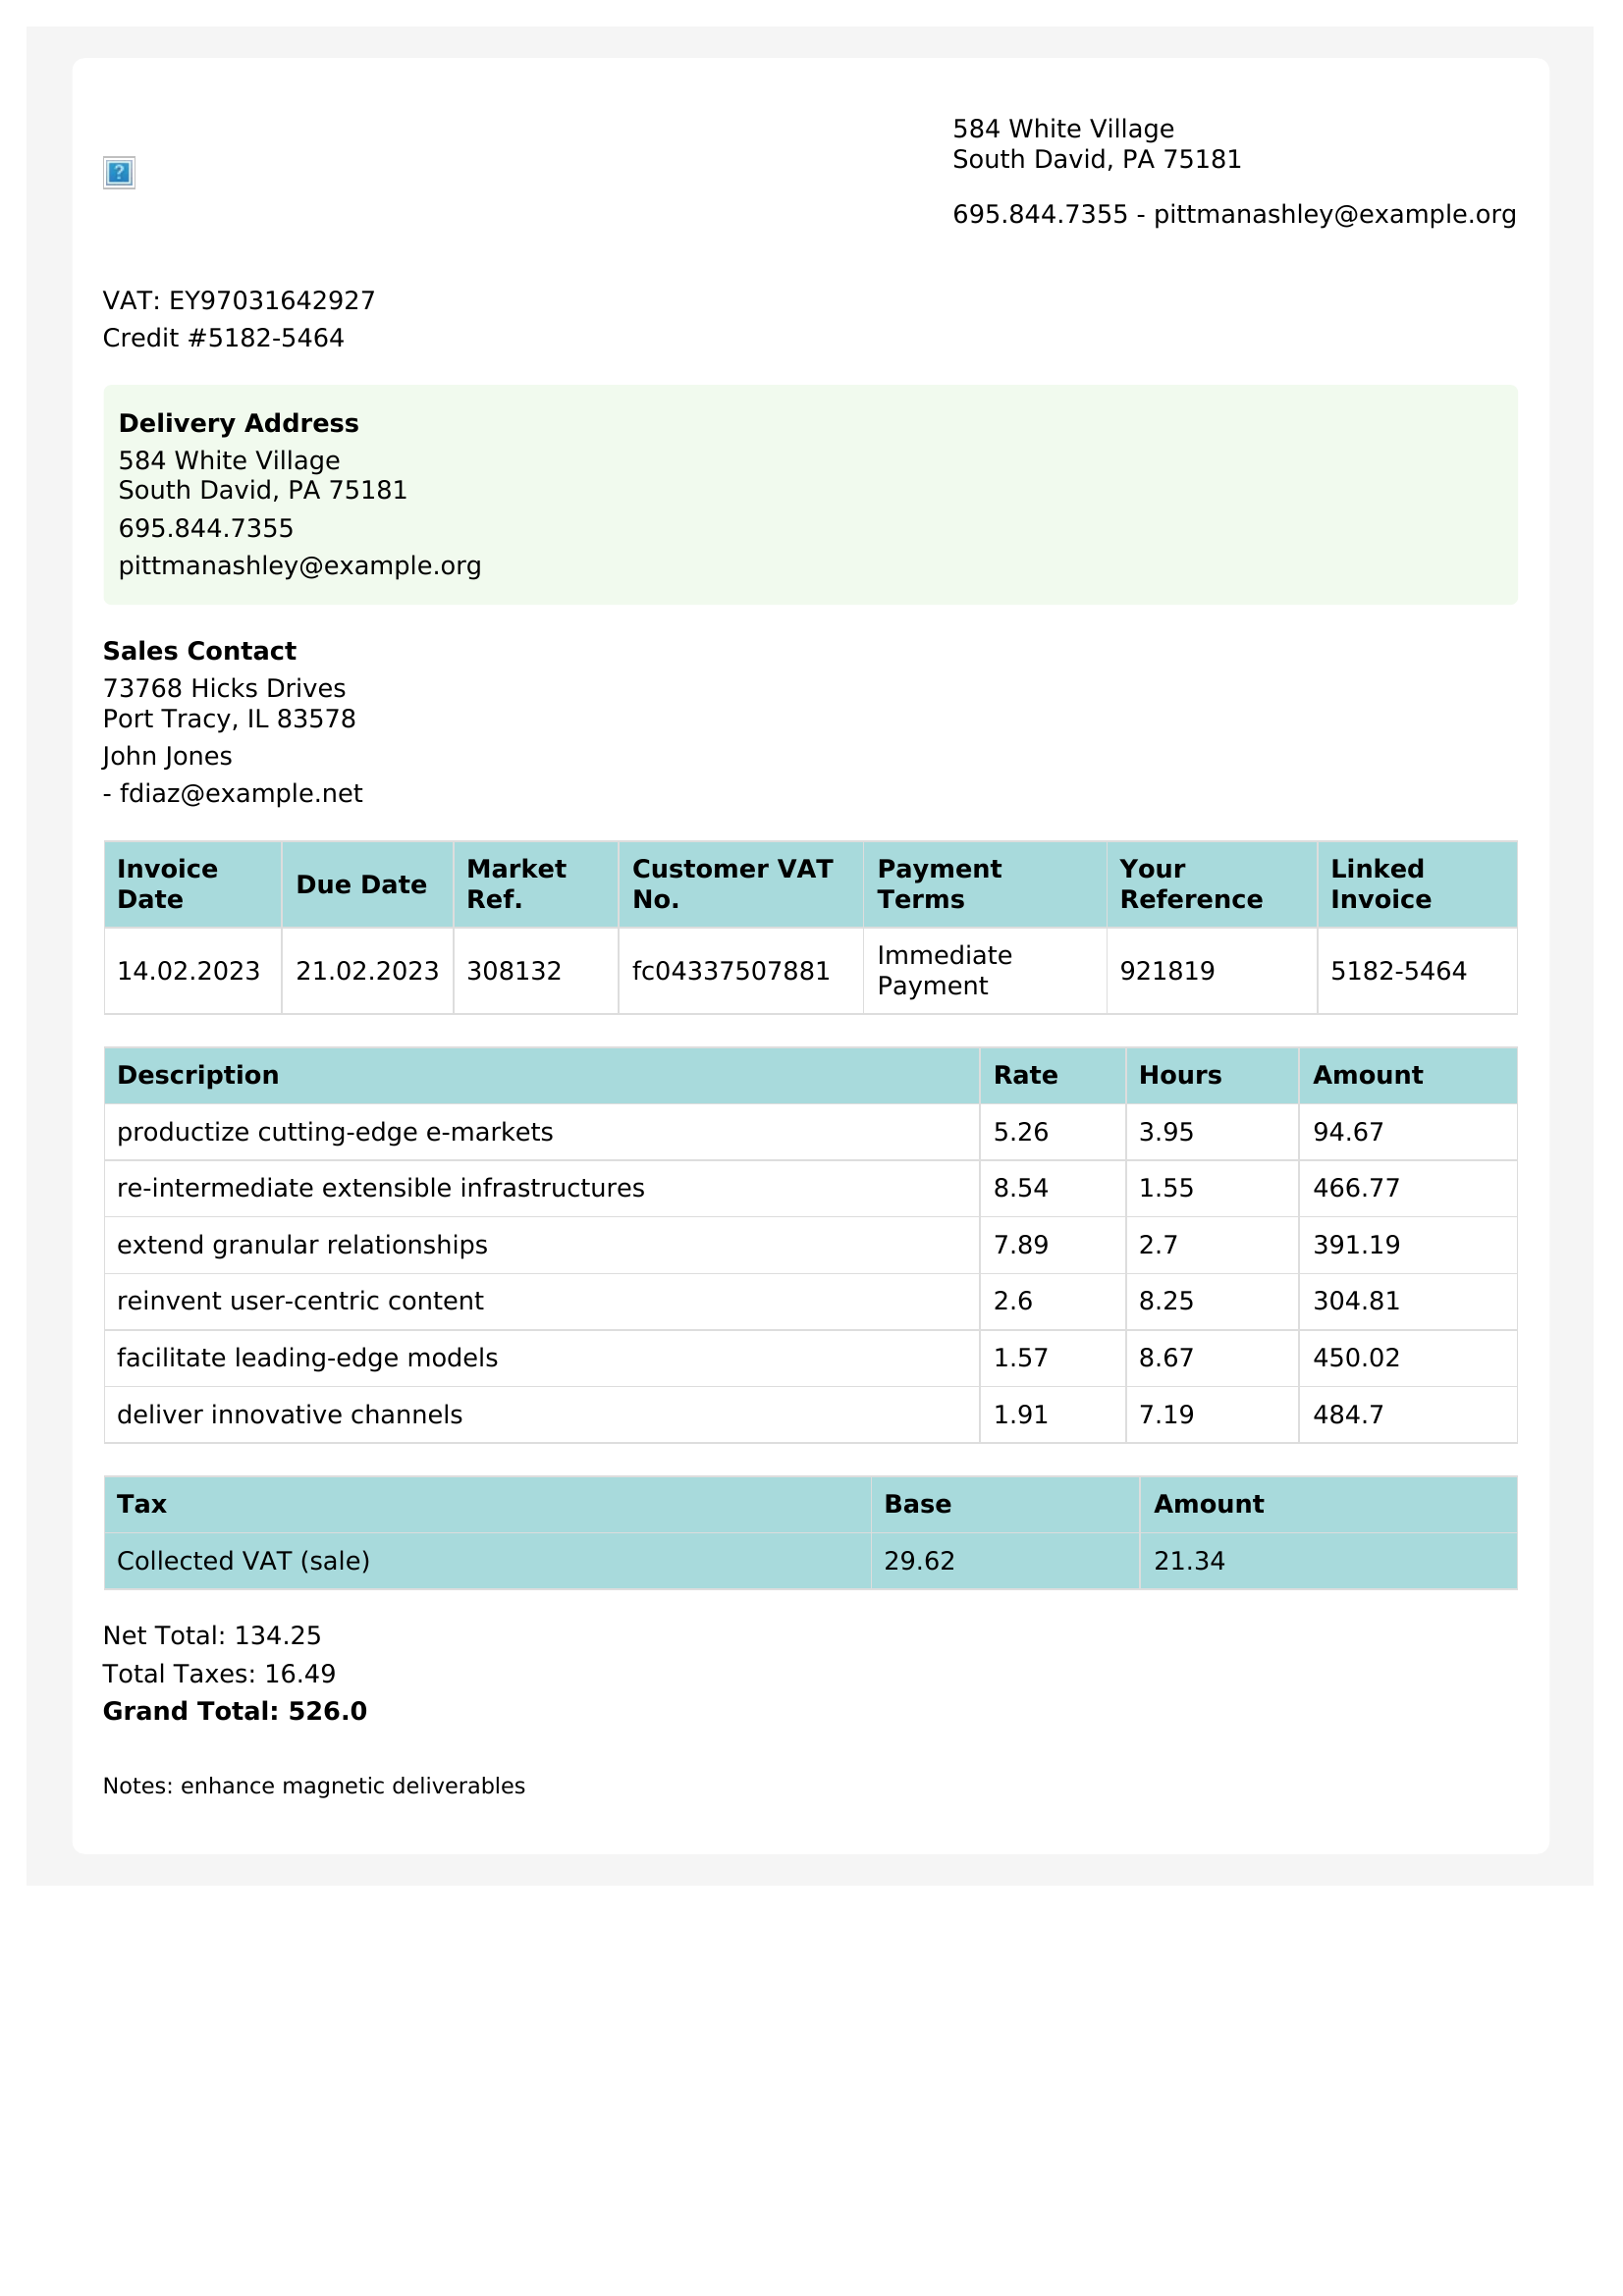 584 White Village
South David, PA 75181
695.844.7355 - pittmanashley@example.org
VAT: EY97031642927
Credit #5182-5464
Delivery Address
584 White Village
South David, PA 75181
695.844.7355
pittmanashley@example.org
Sales Contact
73768 Hicks Drives
Port Tracy, IL 83578
John Jones
- fdiaz@example.net
Invoice Date Due Date Market Ref. Customer VAT No. Payment Terms Your Reference Linked Invoice
14.02.2023 21.02.2023 308132 fc04337507881 Immediate Payment 921819 5182-5464
Description Rate Hours Amount
productize cutting-edge e-markets 5.26 3.95 94.67
re-intermediate extensible infrastructures 8.54 1.55 466.77
extend granular relationships 7.89 2.7 391.19
reinvent user-centric content 2.6 8.25 304.81
facilitate leading-edge models 1.57 8.67 450.02
deliver innovative channels 1.91 7.19 484.7
Tax Base Amount
Collected VAT (sale) 29.62 21.34
Net Total: 134.25
Total Taxes: 16.49
Grand Total: 526.0
Notes: enhance magnetic deliverables